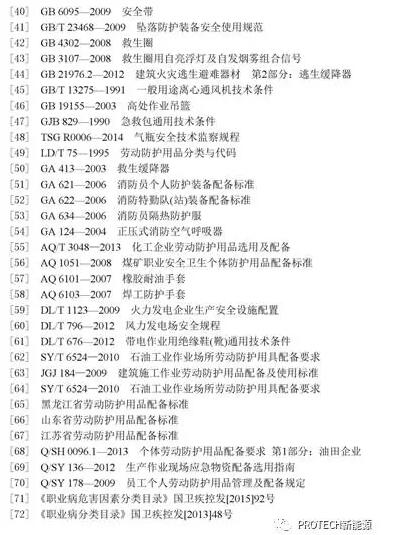 [40] GB 6095—2009 安全带
[41] GB/T 23468—2009 坠落防护装备安全使用规范
[42] GB 4302—2008 救生圈
[43] GB 3107—2008 救生圈用自亮浮灯及自发烟雾组合信号
[44] GB 21976.2—2012 建筑火灾逃生避难器材 第2部分：逃生缓降器
[45] GB/T 13275—1991 一般用途离心通风机技术条件
[46] GB 19155—2003 高处作业吊篮
[47] GJB 829—1990 急救包通用技术条件
[48] TSG R0006—2014 气瓶安全技术监察规程
[49] LD/T 75—1995 劳动防护用品分类与代码
[50] GA 413—2003 救生缓降器
[51] GA 621—2006 消防员个人防护装备配备标准
[52] GA 622—2006 消防特勤队(站)装备配备标准
[53] GA 634—2006 消防员隔热防护服
[54] GA 124—2004 正压式消防空气呼吸器
[55] AQ/T 3048—2013 化工企业劳动防护用品选用及配备
[56] AQ 1051—2008 煤矿职业安全卫生个体防护用品配备标准
[57] AQ 6101—2007 橡胶耐油手套
[58] AQ 6103—2007 焊工防护手套
[59] DL/T 1123—2009 火力发电企业生产安全设施配置
[60] DL/T 796—2012 风力发电场安全规程
[61] DL/T 676—2012 带电作业用绝缘鞋(靴)通用技术条件
[62] SY/T 6524—2010 石油工业作业场所劳动防护用具配备要求
[63] JGJ 184—2009 建筑施工作业劳动防护用品配备及使用标准
[64] SY/T 6524—2010 石油工业作业场所劳动防护用具配备要求
[65] 黑龙江省劳动防护用品配备标准
[66] 山东省劳动防护用品配备标准
[67] 江苏省劳动防护用品配备标准
[68] Q/SH 0096.1—2013 个体劳动防护用品配备要求 第1部分：油田企业
[69] Q/SY 136—2012 生产作业现场应急物资配备选用指南
[70] Q/SY 178—2009 员工个人劳动防护用品管理及配备规定
[71] 《职业病危害因素分类目录》国卫疾控发[2015]92号
[72] 《职业病分类目录》国卫疾控发[2013]48号
PROTECH新能源